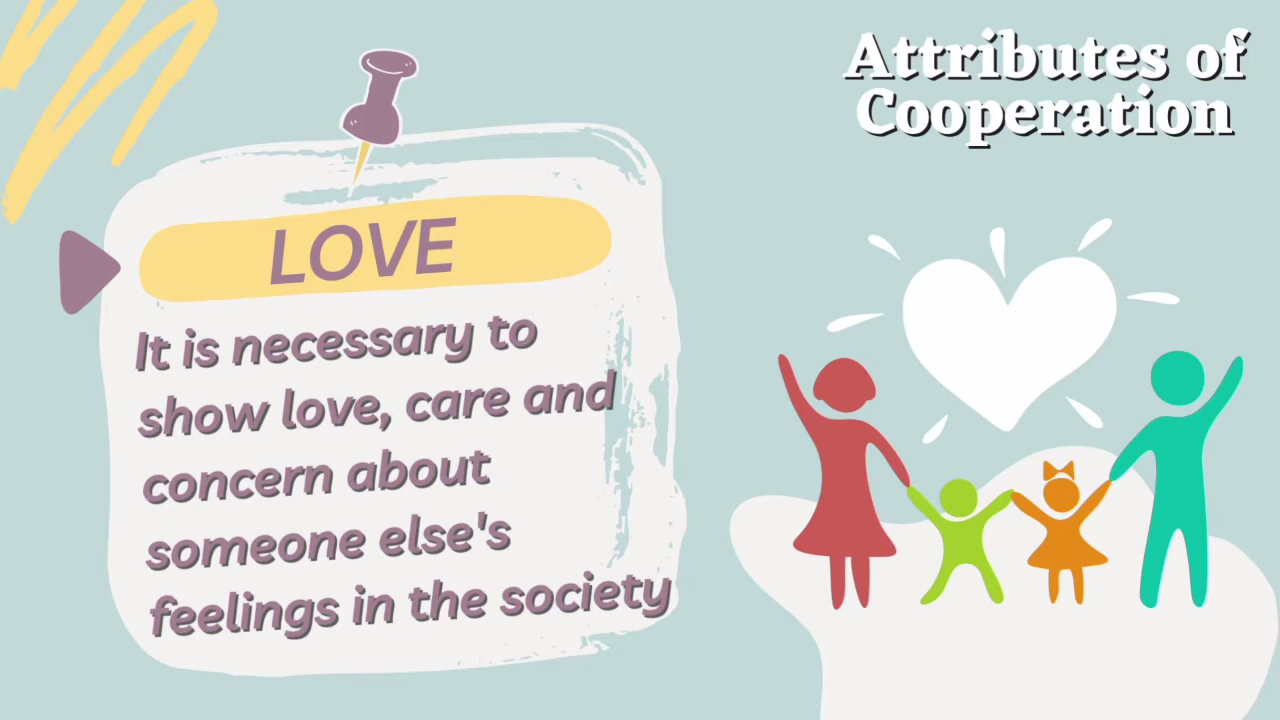 Attributes of
Cooperation
LOVE
It is necessary to
show love, care and
concern about
someone else's
feelings in the society